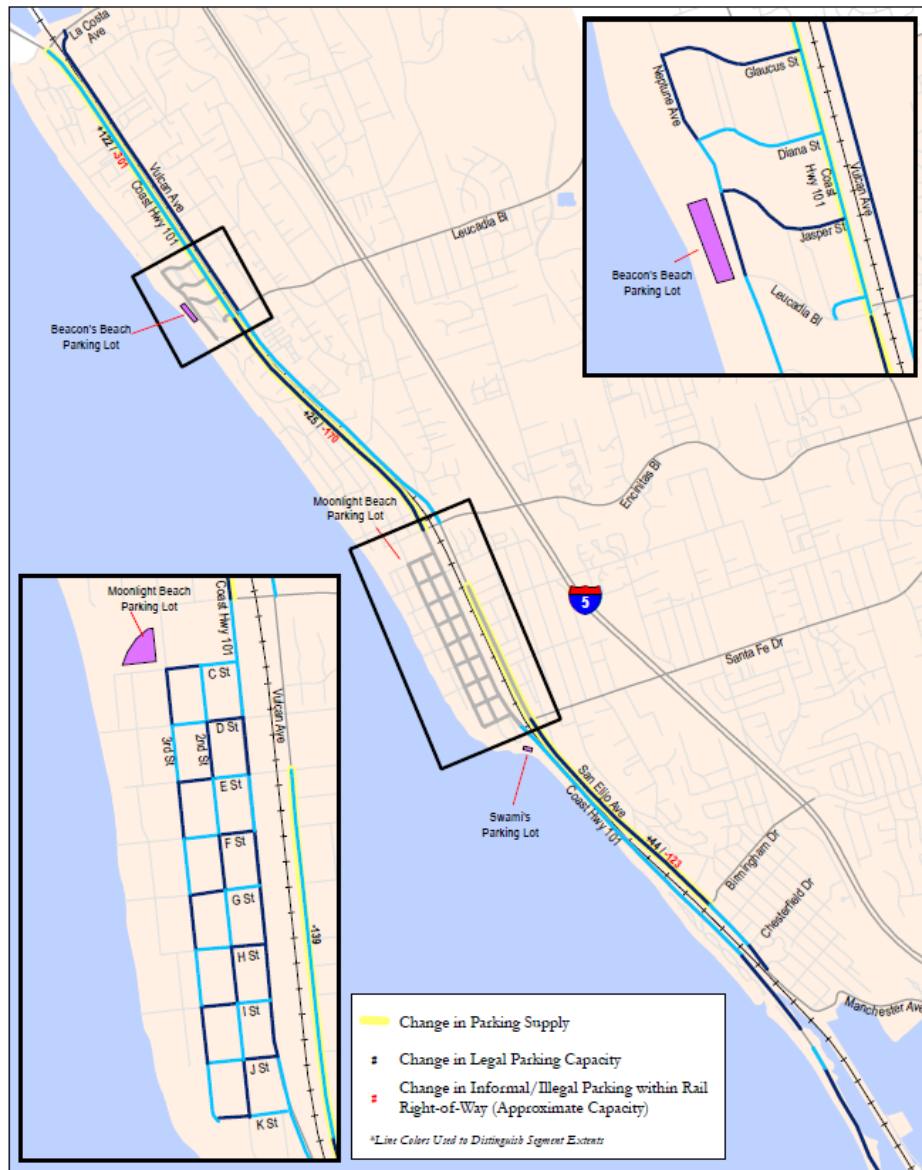 La Costa
Ave
+122 / -301
Vulcan Ave
Coast Hwy 101
Leucadia Bl
Beacon's Beach
Parking Lot
+25 / -170
Moonlight Beach
Parking Lot
Encinitas Bl
5
Santa Fe Dr
San Elijo Ave
Coast Hwy 101
Swami's
Parking Lot
+44 / -123
Birmingham Dr
Chesterfield Dr
Manchester Ave
Glaucus St
Neptune Ave
Diana St
Coast
Hwy 101
Vulcan Ave
Jasper St
Beacon's Beach
Parking Lot
Leucadia Bl
Moonlight Beach
Parking Lot
Coast Hwy 101
C St
Vulcan Ave
D St
3rd St
2nd St
E St
F St
G St
-139
H St
I St
J St
K St
Change in Parking Supply
# Change in Legal Parking Capacity
# Change in Informal/Illegal Parking within Rail
Right-of-Way (Approximate Capacity)
*Line Colors Used to Distinguish Segment Extents